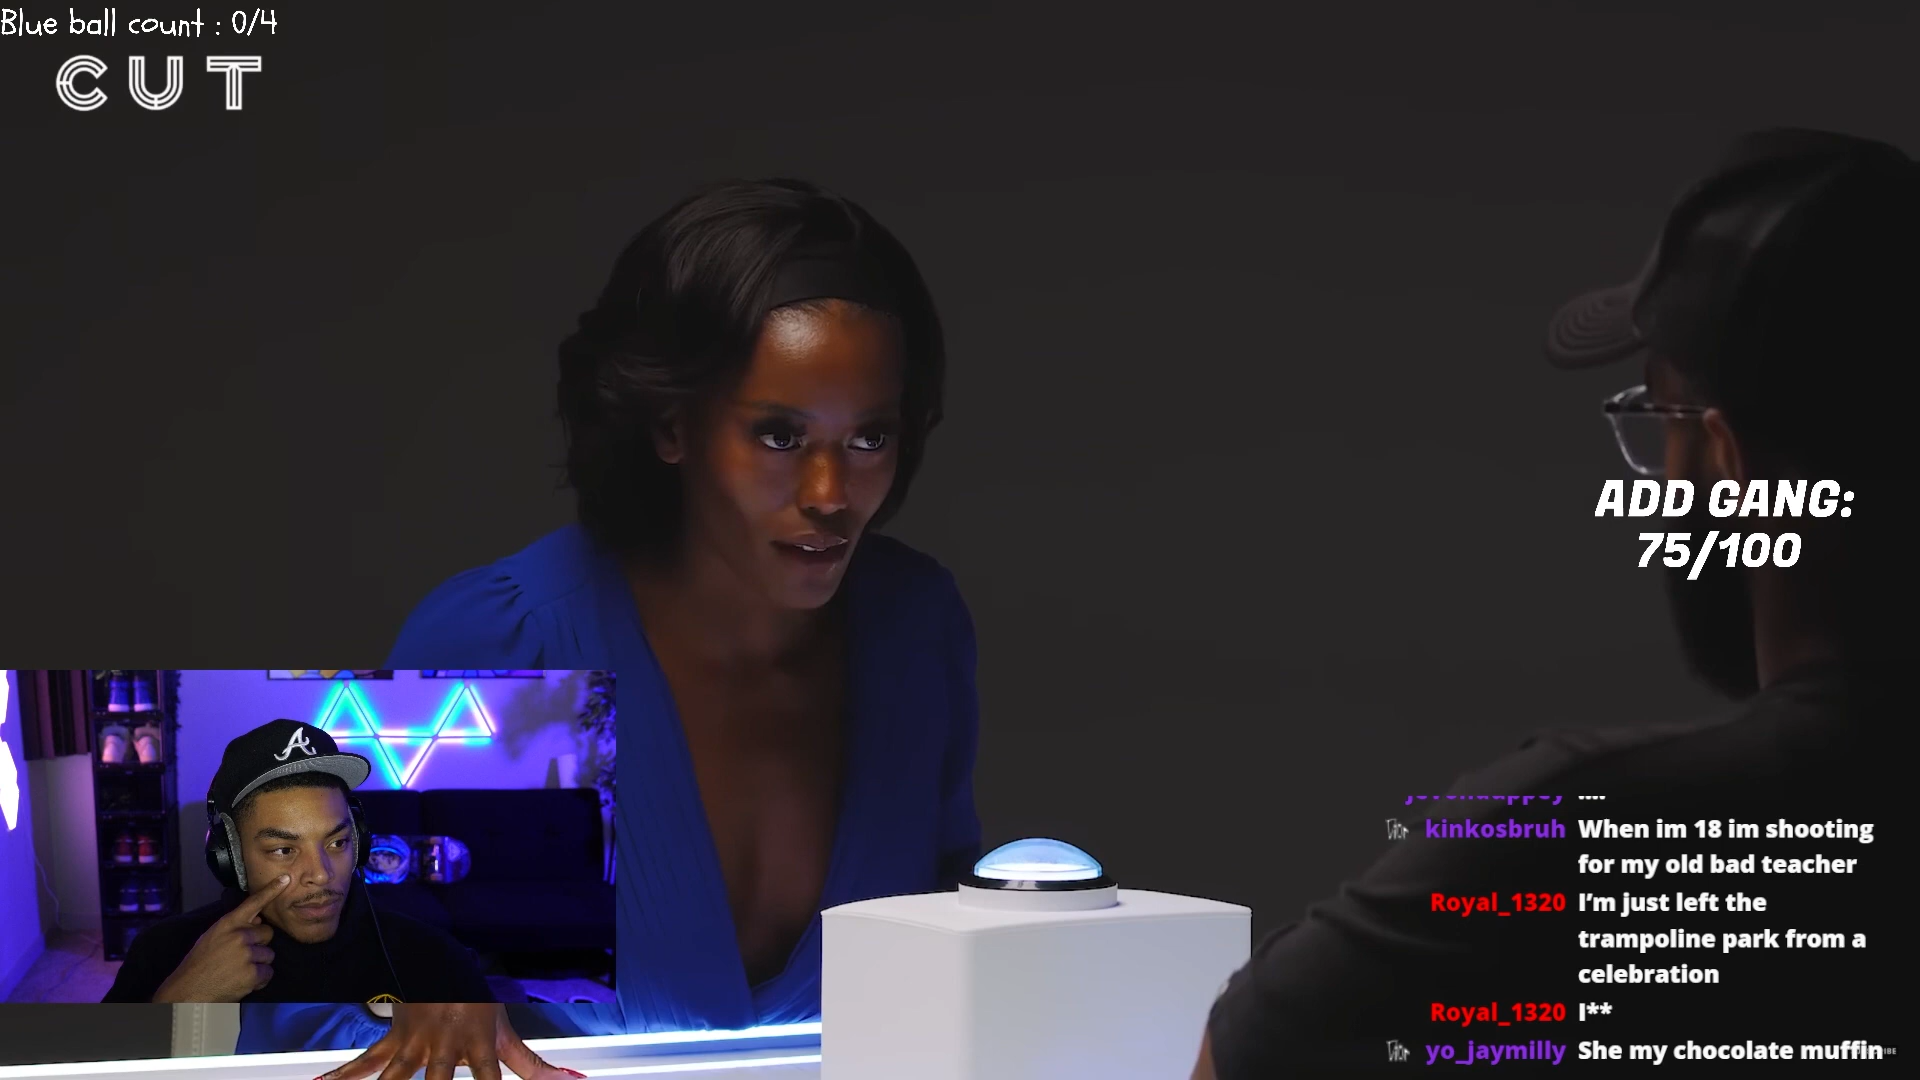 Blue ball count : 0/4
CUT
A
ADD GANG:
75/100
kinkosbruh When im 18 im shooting
for my old bad teacher
Royal_1320 I'm just left the
trampoline park from a
celebration
Royal_1320 I**
yo_jaymilly She my chocolate muffin